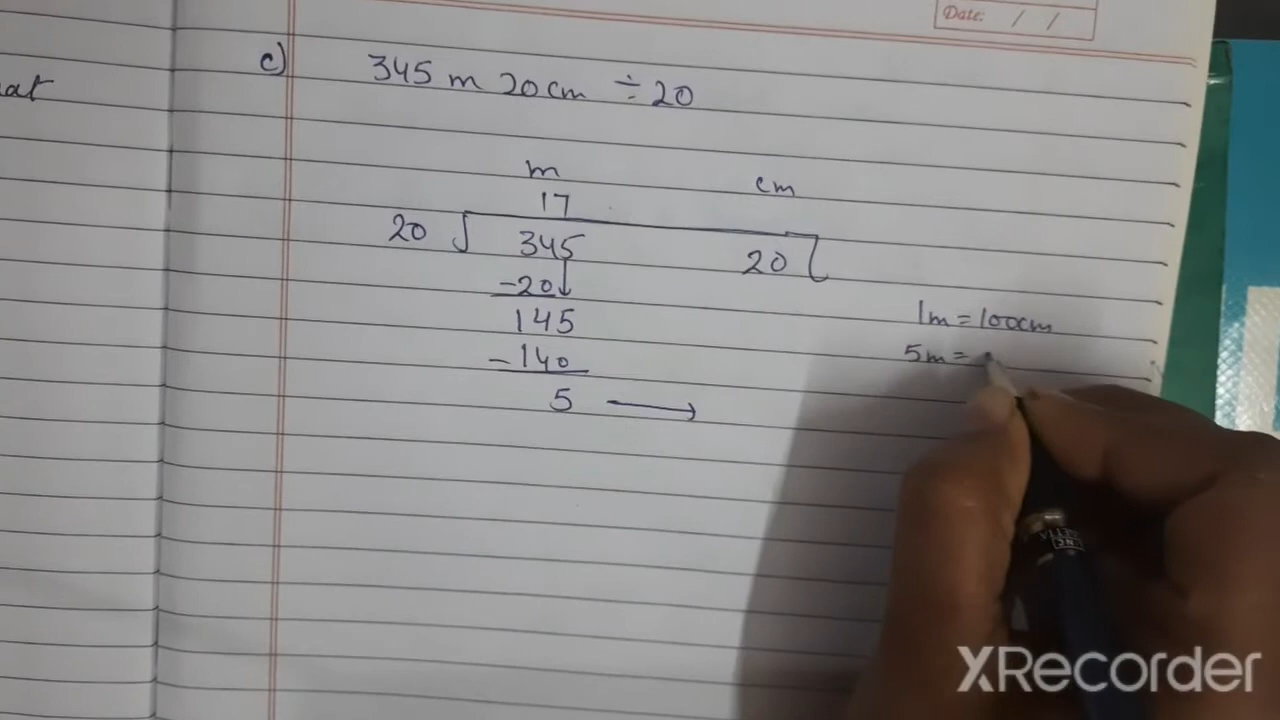 Date: / /
c) 345 m 20 cm ÷ 20
at
m cm
17
20 345 20
-20
145
-140
5 →
1m = 100cm
5m =
XRecorder